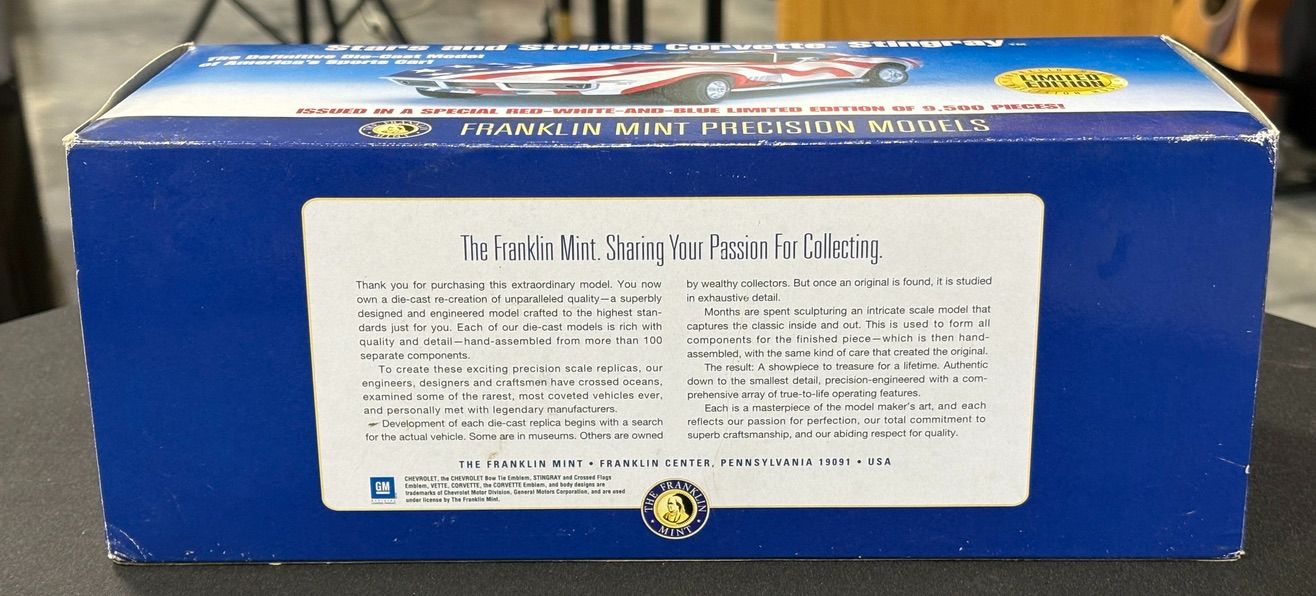 Stars and Stripes Corvette Stingray™
The Definitive Die-Cast Model
of America's Sports Car!
LIMITED
EDITION
ISSUED IN A SPECIAL RED-WHITE-AND-BLUE LIMITED EDITION OF 9,500 PIECES!
FRANKLIN MINT PRECISION MODELS
The Franklin Mint. Sharing Your Passion For Collecting.
Thank you for purchasing this extraordinary model. You now
own a die-cast re-creation of unparalleled quality—a superbly
designed and engineered model crafted to the highest stan-
dards just for you. Each of our die-cast models is rich with
quality and detail—hand-assembled from more than 100
separate components.
To create these exciting precision scale replicas, our
engineers, designers and craftsmen have crossed oceans,
examined some of the rarest, most coveted vehicles ever,
and personally met with legendary manufacturers.
Development of each die-cast replica begins with a search
for the actual vehicle. Some are in museums. Others are owned
by wealthy collectors. But once an original is found, it is studied
in exhaustive detail.
Months are spent sculpturing an intricate scale model that
captures the classic inside and out. This is used to form all
components for the finished piece—which is then hand-
assembled, with the same kind of care that created the original.
The result: A showpiece to treasure for a lifetime. Authentic
down to the smallest detail, precision-engineered with a com-
prehensive array of true-to-life operating features.
Each is a masterpiece of the model maker's art, and each
reflects our passion for perfection, our total commitment to
superb craftsmanship, and our abiding respect for quality.
THE FRANKLIN MINT • FRANKLIN CENTER, PENNSYLVANIA 19091 • USA
GM
CHEVROLET, the CHEVROLET Bow Tie Emblem, STINGRAY and Crossed Flags
Emblem, VETTE, CORVETTE, the CORVETTE Emblem, and body designs are
trademarks of Chevrolet Motor Division, General Motors Corporation, and are used
under license by The Franklin Mint.
THE FRANKLIN
MINT